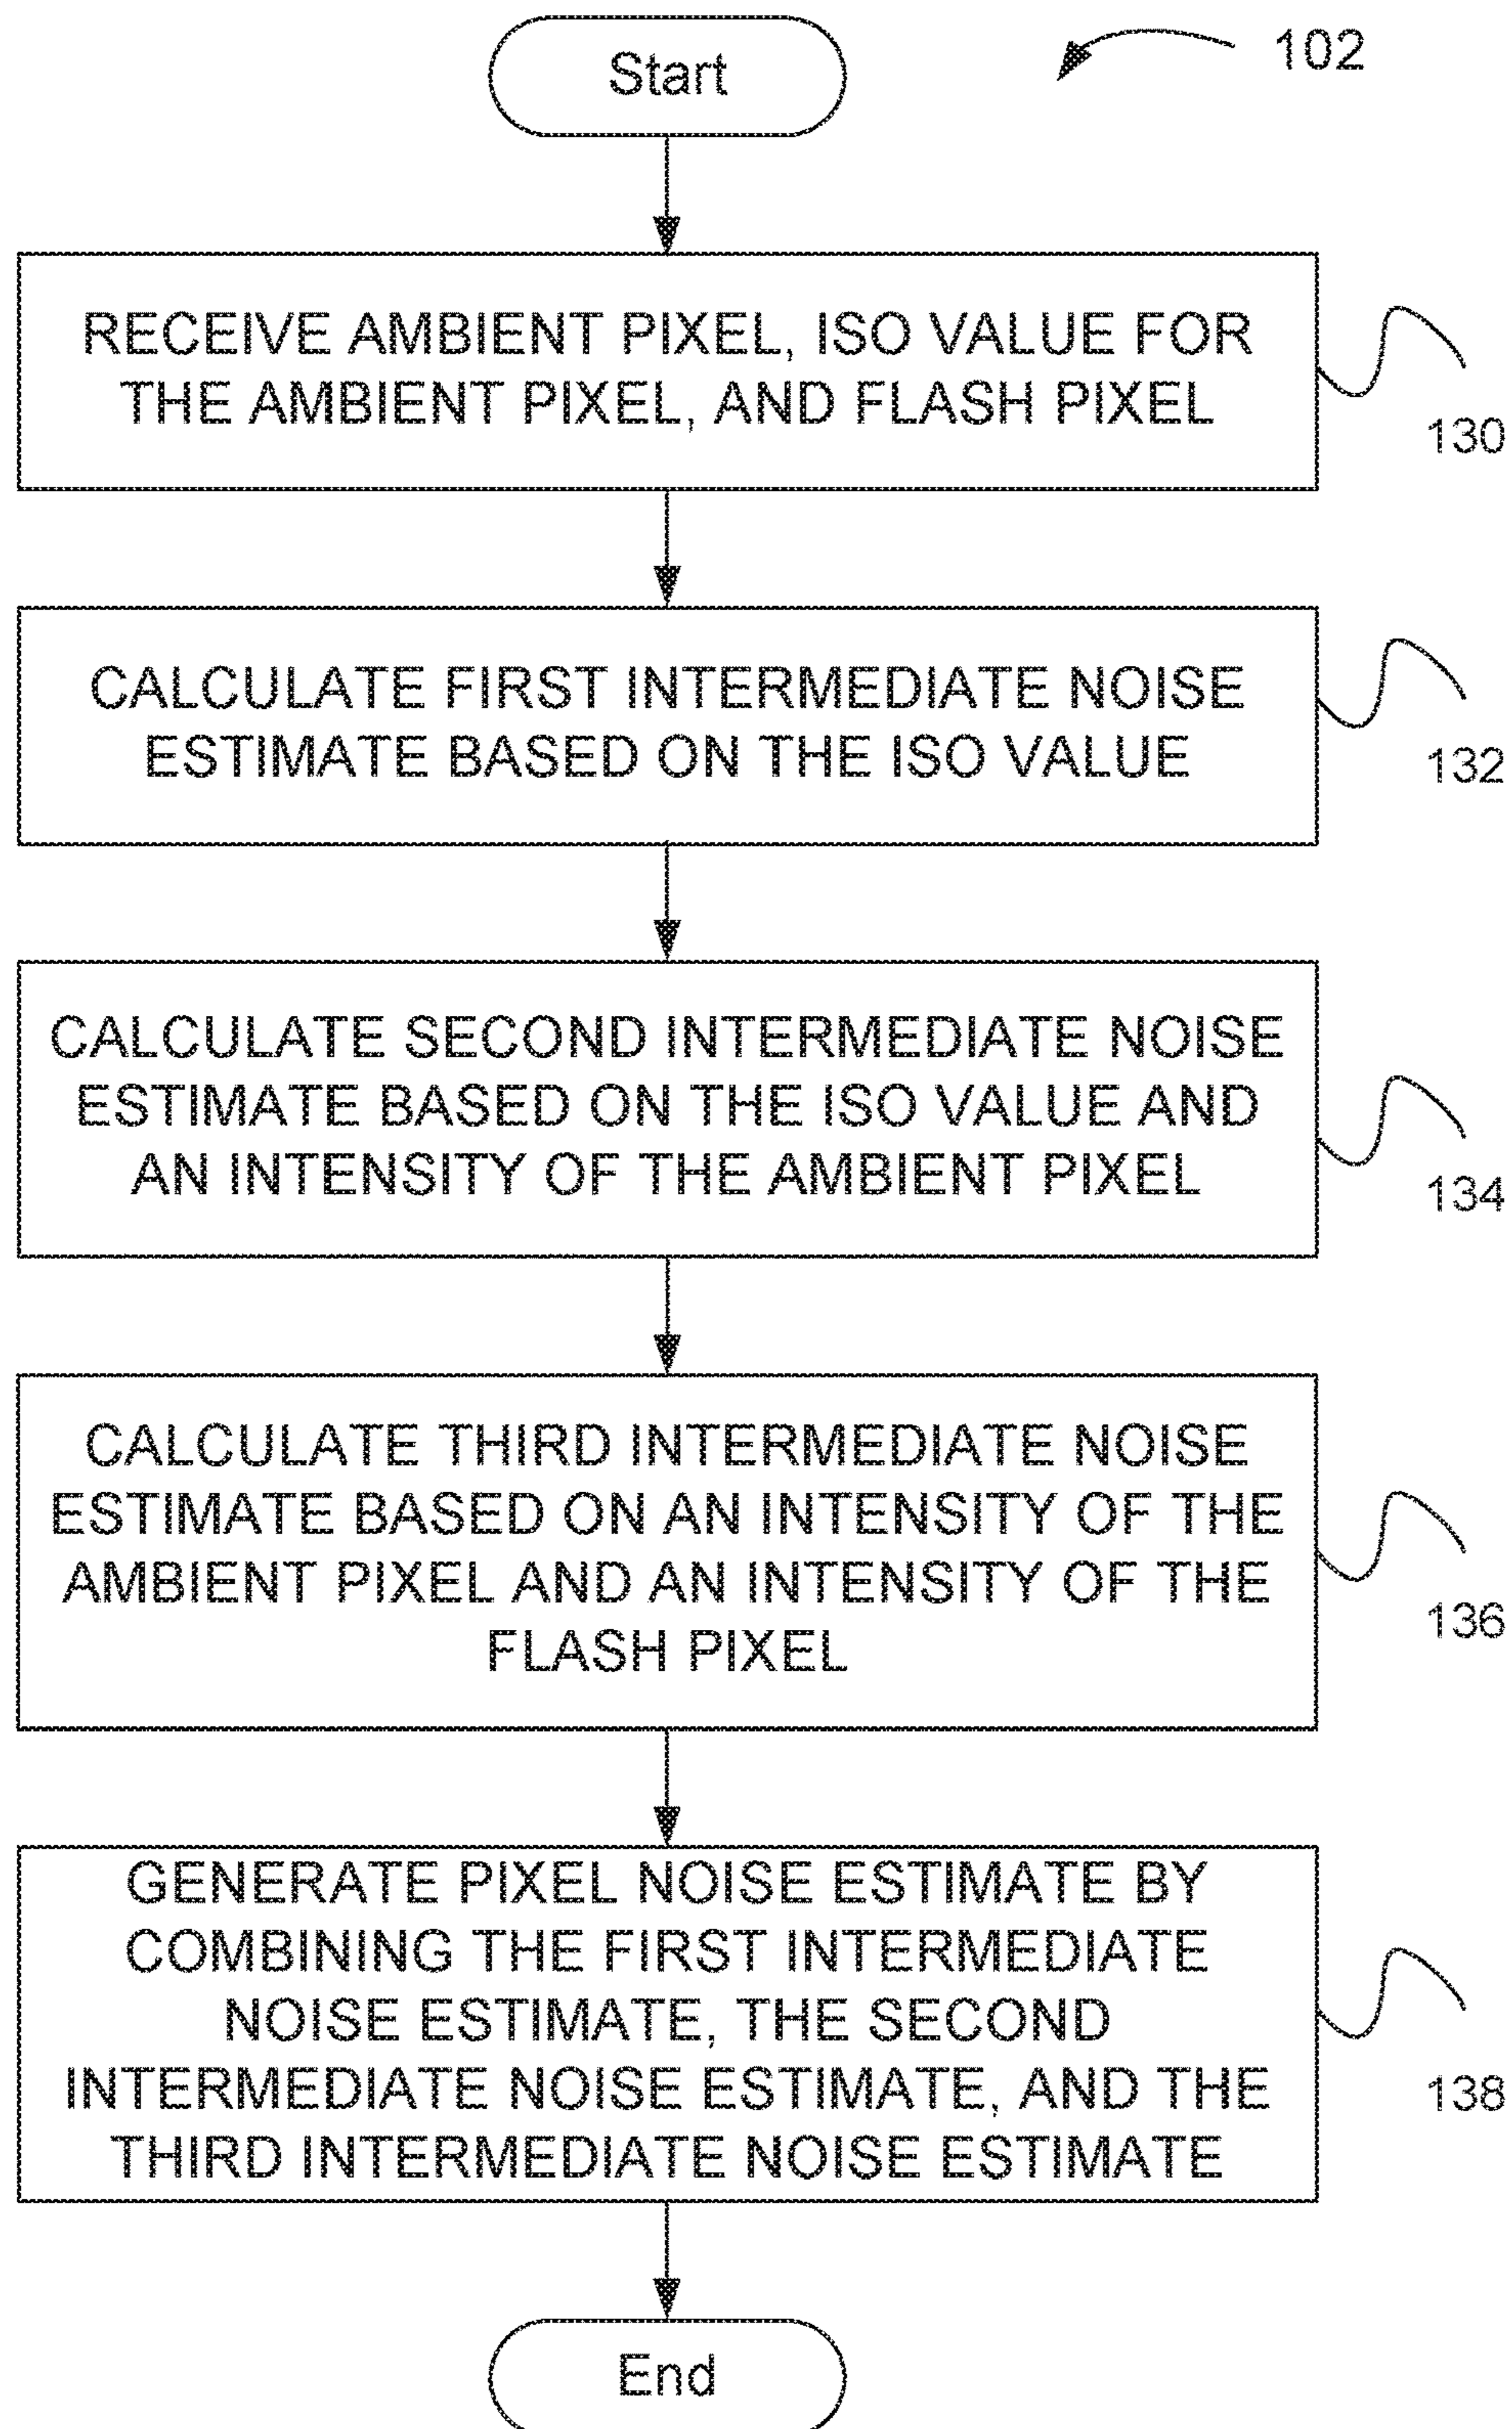 Start
102
RECEIVE AMBIENT PIXEL, ISO VALUE FOR
THE AMBIENT PIXEL, AND FLASH PIXEL
130
CALCULATE FIRST INTERMEDIATE NOISE
ESTIMATE BASED ON THE ISO VALUE
132
CALCULATE SECOND INTERMEDIATE NOISE
ESTIMATE BASED ON THE ISO VALUE AND
AN INTENSITY OF THE AMBIENT PIXEL
134
CALCULATE THIRD INTERMEDIATE NOISE
ESTIMATE BASED ON AN INTENSITY OF THE
AMBIENT PIXEL AND AN INTENSITY OF THE
FLASH PIXEL
136
GENERATE PIXEL NOISE ESTIMATE BY
COMBINING THE FIRST INTERMEDIATE
NOISE ESTIMATE, THE SECOND
INTERMEDIATE NOISE ESTIMATE, AND THE
THIRD INTERMEDIATE NOISE ESTIMATE
138
End